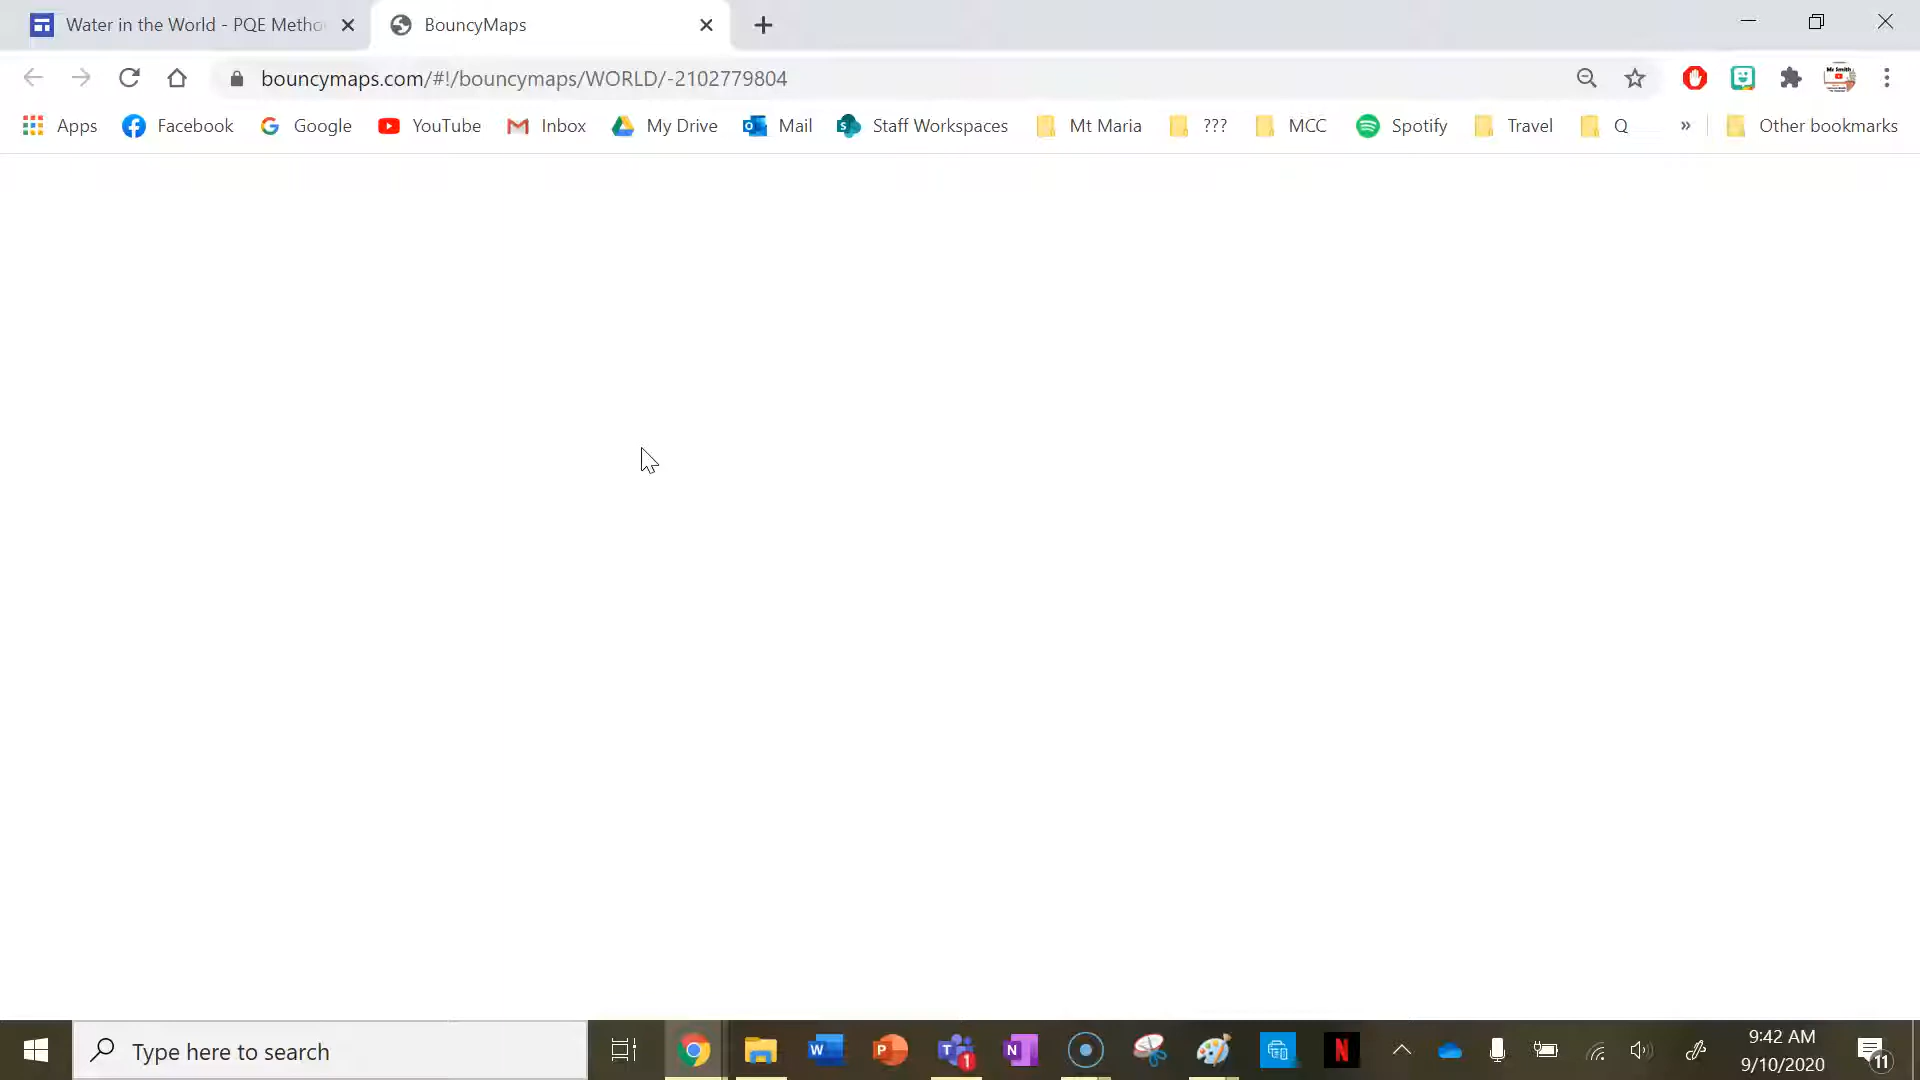 Water in the World - PQE Metho
BouncyMaps
bouncymaps.com/#!/bouncymaps/WORLD/-2102779804
Apps Facebook Google YouTube Inbox My Drive Mail Staff Workspaces Mt Maria ??? MCC Spotify Travel Q » Other bookmarks
Type here to search
9:42 AM
9/10/2020
11
1